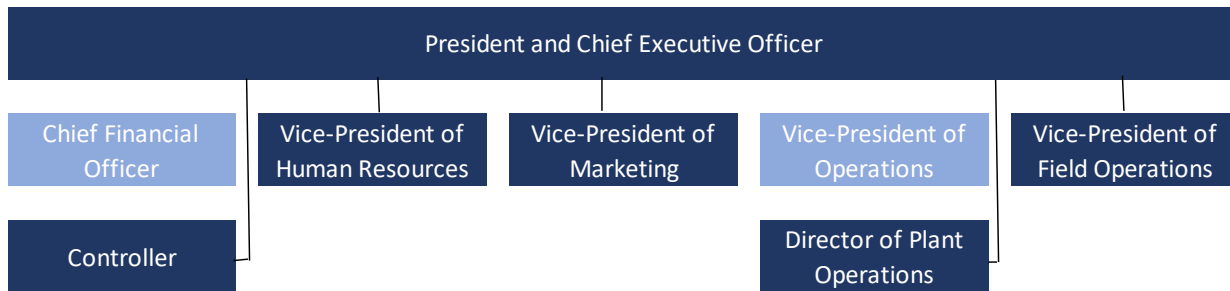 President and Chief Executive Officer
Chief Financial
Officer
Vice-President of
Human Resources
Vice-President of
Marketing
Vice-President of
Operations
Vice-President of
Field Operations
Controller
Director of Plant
Operations